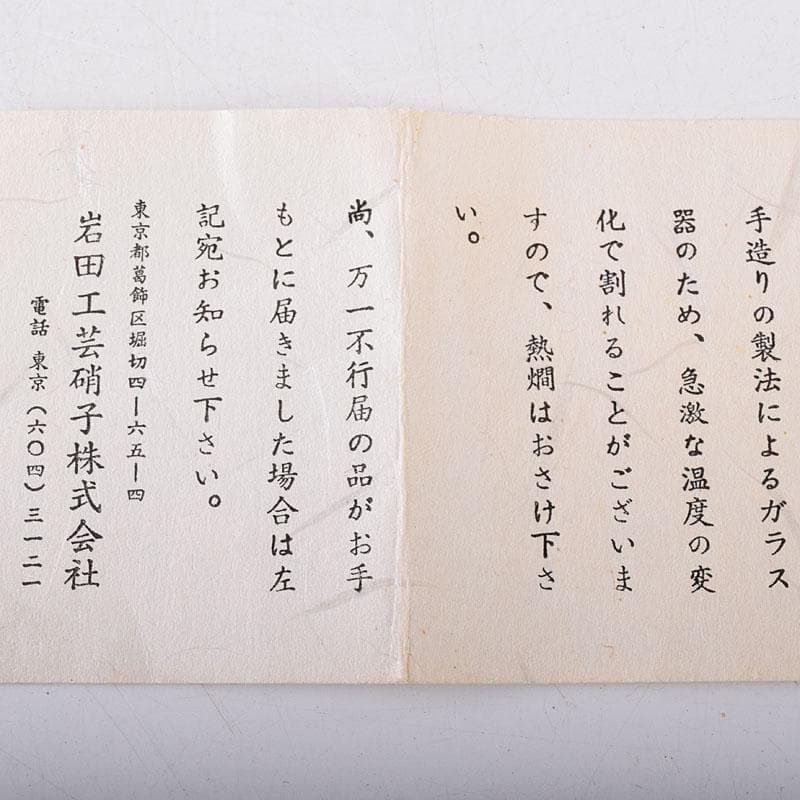 手造りの製法によるガラス
器のため、急激な温度の変
化で割れることがございま
すので、熱燗はおさけ下さ
い。
尚、万一不行届の品がお手
もとに届きました場合は左
記宛お知らせ下さい。
東京都葛飾区堀切四ー六五ー四
岩田工芸硝子株式会社
電話 東京(六〇四)三一二一